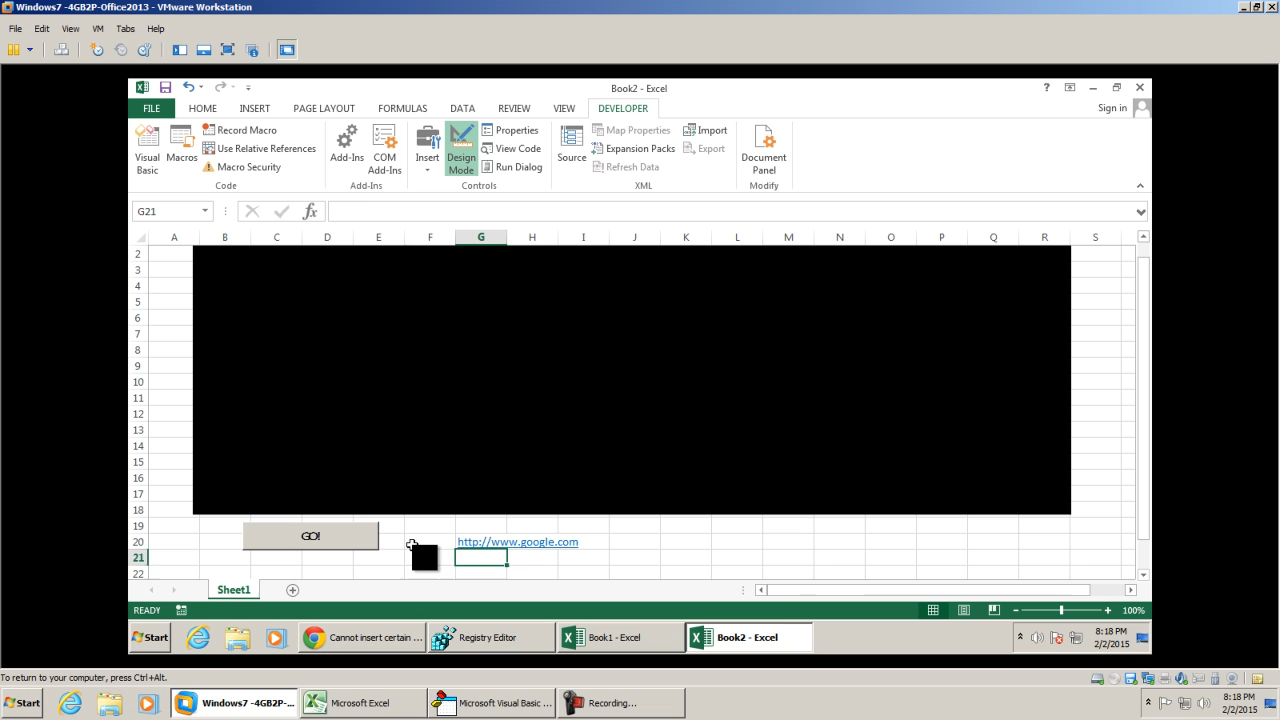 Windows7 -4GB2P-Office2013 - VMware Workstation
File Edit View VM Tabs Help
Book2 - Excel
Sign in
FILE HOME INSERT PAGE LAYOUT FORMULAS DATA REVIEW VIEW DEVELOPER
Visual Basic
Macros
Record Macro
Use Relative References
Macro Security
Code
Add-Ins
COM Add-Ins
Add-Ins
Insert
Design Mode
Properties
View Code
Run Dialog
Controls
Source
Map Properties
Expansion Packs
Refresh Data
Import
Export
XML
Document Panel
Modify
G21
fx
A B C D E F G H I J K L M N O P Q R S
2
3
4
5
6
7
8
9
10
11
12
13
14
15
16
17
18
19
GO!
20 http://www.google.com
21
22
Sheet1
READY 100%
Start Cannot insert certain ... Registry Editor Book1 - Excel Book2 - Excel 8:18 PM
2/2/2015
To return to your computer, press Ctrl+Alt.
Start Windows7 -4GB2P-... Microsoft Excel Microsoft Visual Basic ... Recording... 8:18 PM
2/2/2015